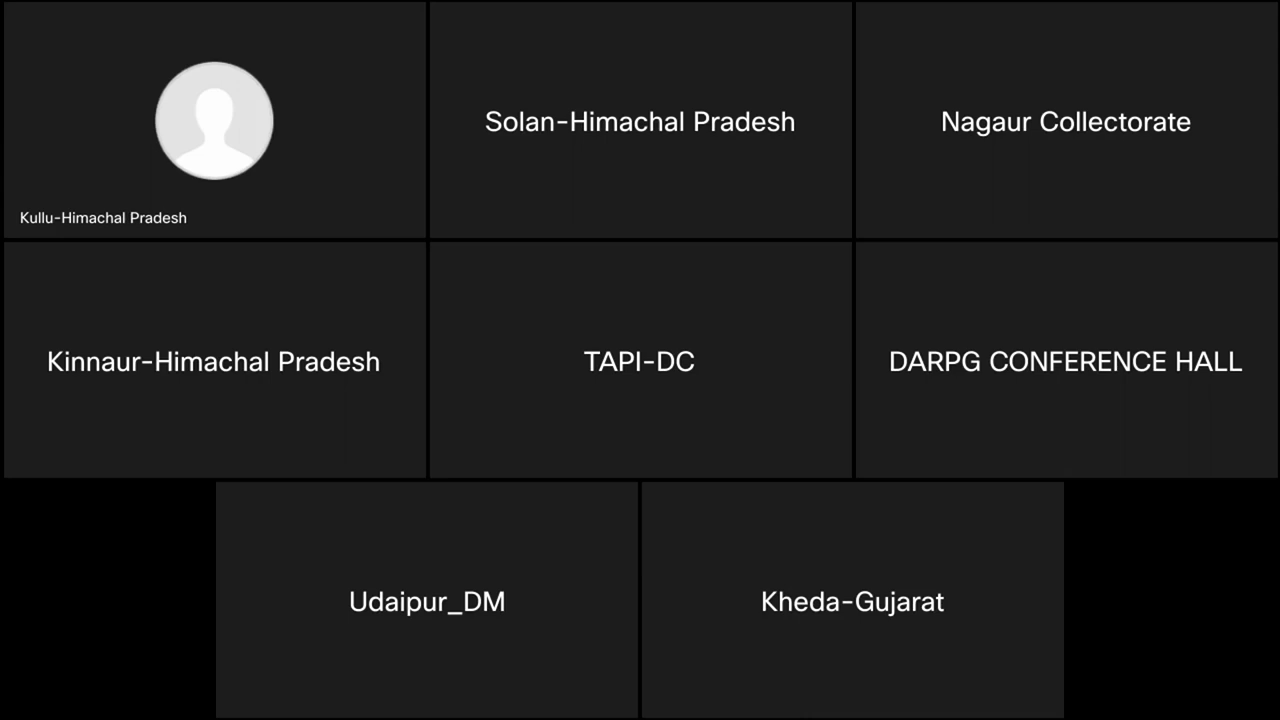 Kullu-Himachal Pradesh
Solan-Himachal Pradesh
Nagaur Collectorate
Kinnaur-Himachal Pradesh
TAPI-DC
DARPG CONFERENCE HALL
Udaipur_DM
Kheda-Gujarat